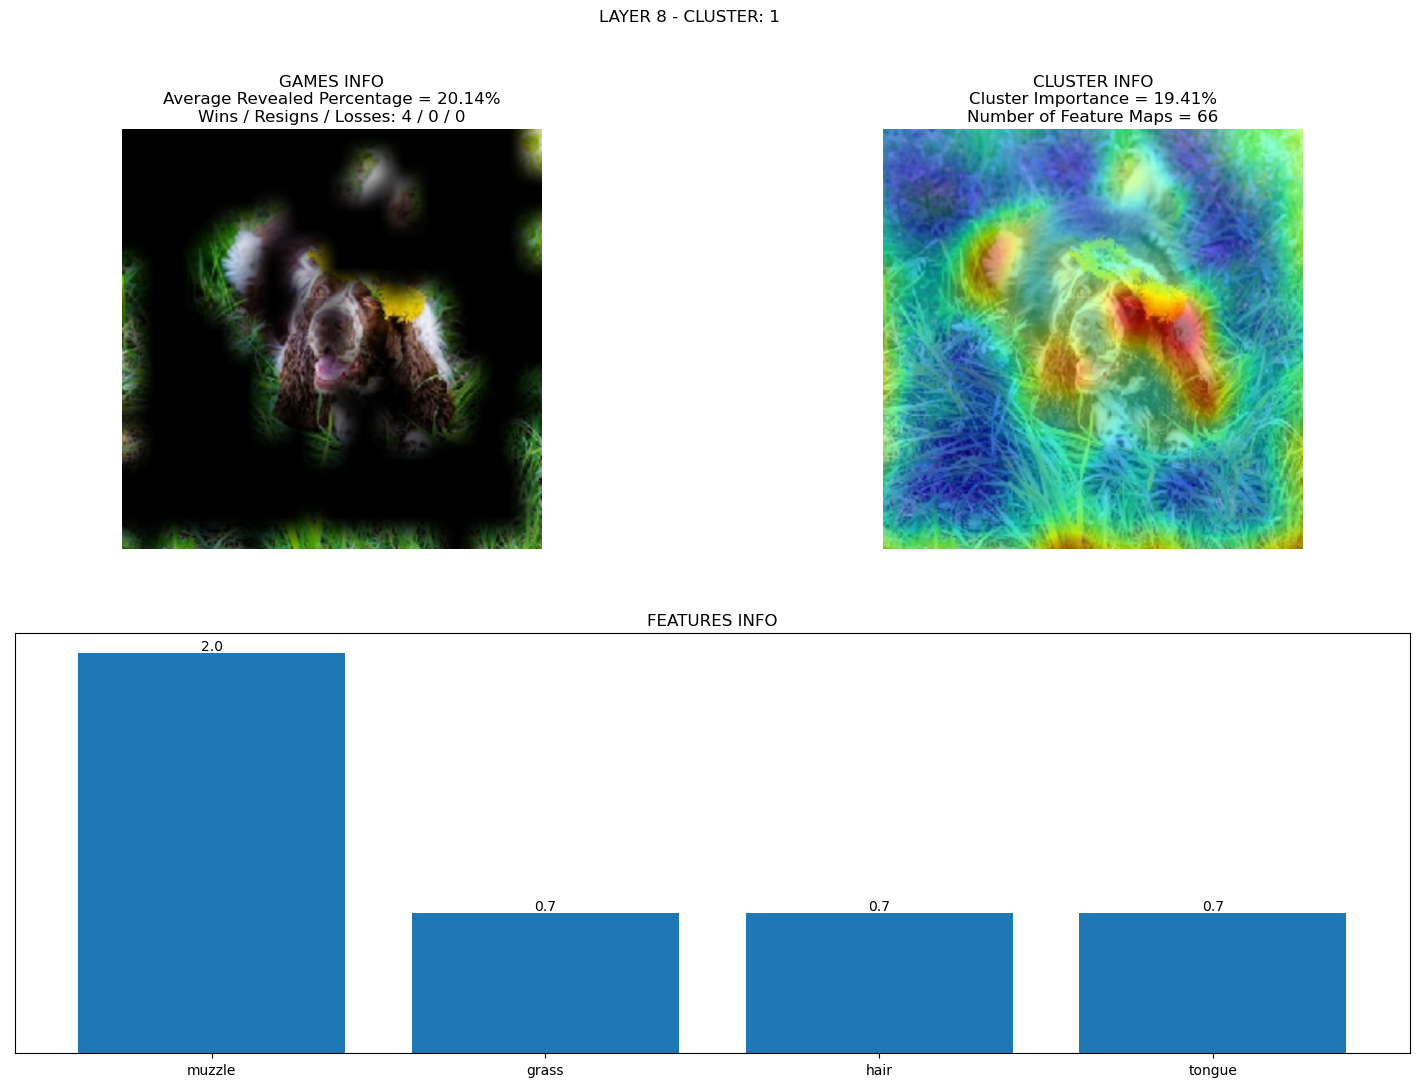 LAYER 8 - CLUSTER: 1
GAMES INFO
Average Revealed Percentage = 20.14%
Wins / Resigns / Losses: 4 / 0 / 0
CLUSTER INFO
Cluster Importance = 19.41%
Number of Feature Maps = 66
FEATURES INFO
2.0
0.7
0.7
0.7
muzzle
grass
hair
tongue